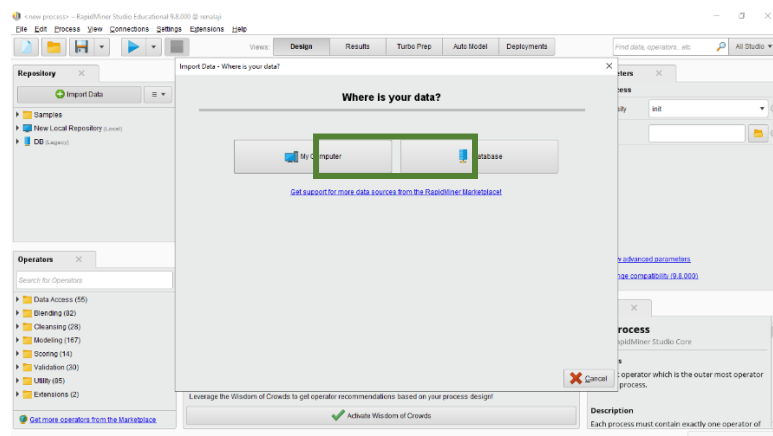 <new process> – RapidMiner Studio Educational 9.8.000 @ renalaji
File Edit Process View Connections Settings Extensions Help
Views: Design Results Turbo Prep Auto Model Deployments
Find data, operators...etc All Studio
Repository
Import Data
Samples
New Local Repository (Local)
DB (Legacy)
Operators
Search for Operators
Data Access (55)
Blending (82)
Cleansing (28)
Modeling (167)
Scoring (14)
Validation (30)
Utility (85)
Extensions (2)
Get more operators from the Marketplace
Import Data - Where is your data?
Where is your data?
My Computer
atabase
Get support for more data sources from the RapidMiner Marketplace!
Cancel
Leverage the Wisdom of Crowds to get operator recommendations based on your process design!
Activate Wisdom of Crowds
eters
cess
sity init
w advanced parameters
nge compatibility (9.8.000)
rocess
apidMiner Studio Core
s
t operator which is the outer most operator
process.
Description
Each process must contain exactly one operator of